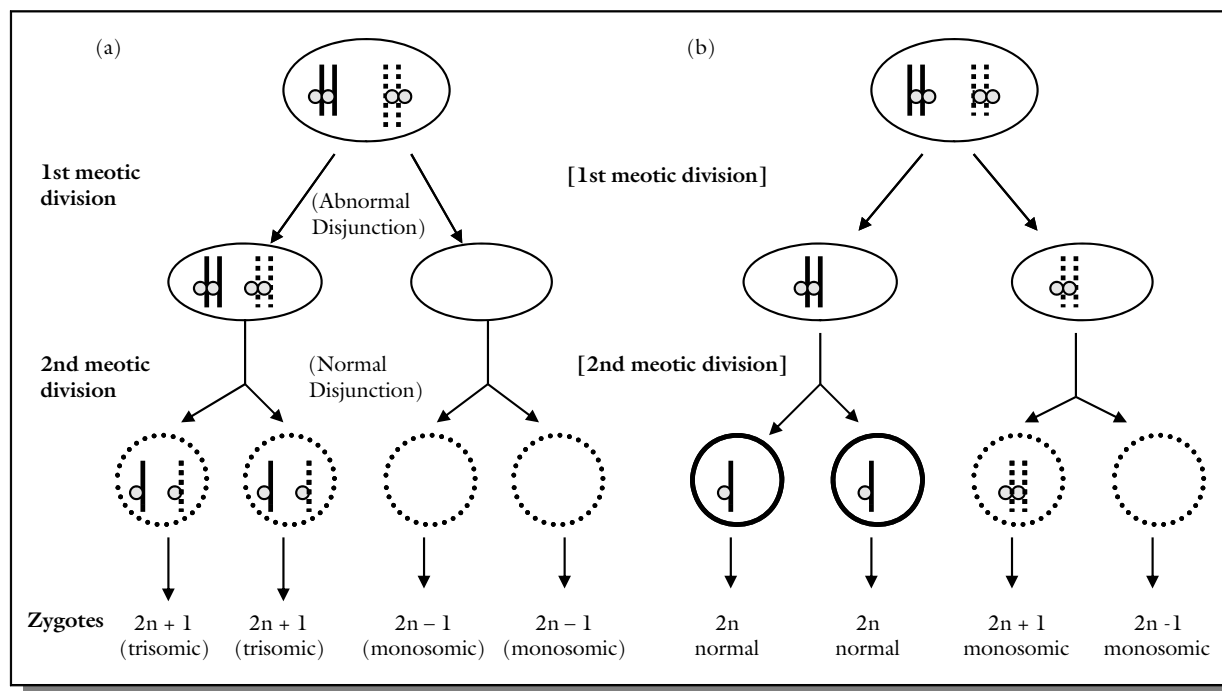 (a)
(b)
1st meotic
division
(Abnormal
Disjunction)
[1st meotic division]
2nd meotic
division
(Normal
Disjunction)
[2nd meotic division]
Zygotes
2n + 1
(trisomic)
2n + 1
(trisomic)
2n – 1
(monosomic)
2n – 1
(monosomic)
2n
normal
2n
normal
2n + 1
monosomic
2n -1
monosomic